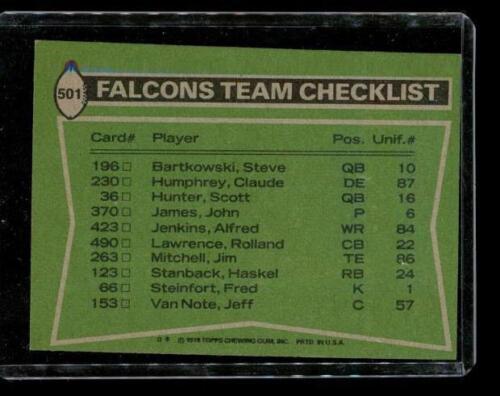 501
FALCONS TEAM CHECKLIST
Card# Player Pos. Unif.#
196 □ Bartkowski, Steve QB 10
230 □ Humphrey, Claude DE 87
36 □ Hunter, Scott QB 16
370 □ James, John P 6
423 □ Jenkins, Alfred WR 84
490 □ Lawrence, Rolland CB 22
263 □ Mitchell, Jim TE 86
123 □ Stanback, Haskel RB 24
66 □ Steinfort, Fred K 1
153 □ Van Note, Jeff C 57
© 1978 TOPPS CHEWING GUM, INC. PRTD. IN U.S.A.